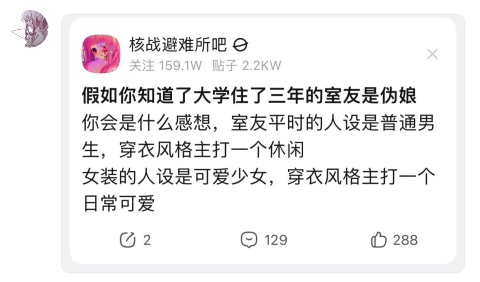 核战避难所吧
关注 159.1W 贴子 2.2KW
假如你知道了大学住了三年的室友是伪娘
你会是什么感想，室友平时的人设是普通男
生，穿衣风格主打一个休闲
女装的人设是可爱少女，穿衣风格主打一个
日常可爱
2 129 288